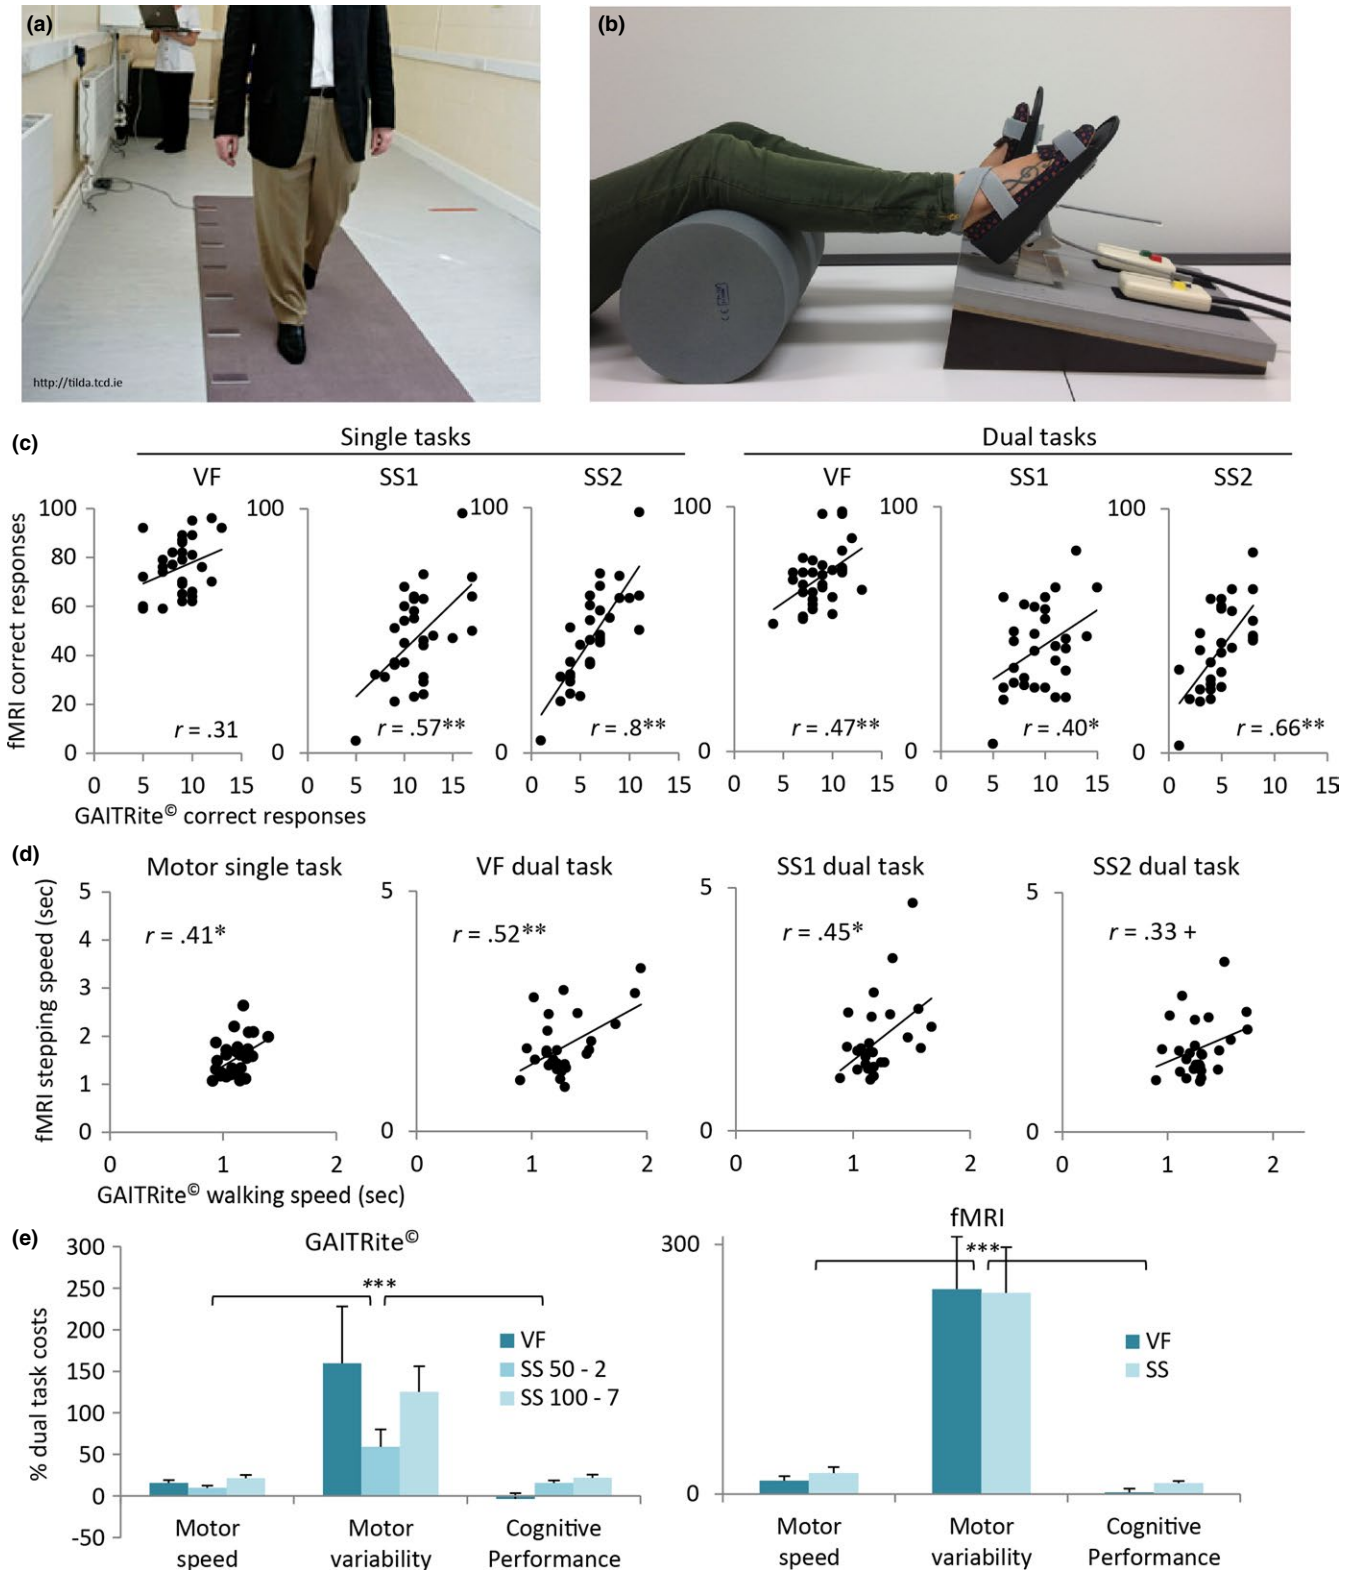 (a)
(b)
http://tilda.tcd.ie
(c)
Single tasks
Dual tasks
VF
SS1
SS2
VF
SS1
SS2
fMRI correct responses
100
80
60
40
20
0
100
0
100
0
100
0
100
0
100
0
r = .31
r = .57**
r = .8**
r = .47**
r = .40*
r = .66**
0 5 10 15
0 5 10 15
0 5 10 15
0 5 10 15
0 5 10 15
0 5 10 15
GAITRite© correct responses
(d)
Motor single task
VF dual task
SS1 dual task
SS2 dual task
fMRI stepping speed (sec)
5
4
3
2
1
0
5
0
5
0
5
0
r = .41*
r = .52**
r = .45*
r = .33 +
0 1 2
0 1 2
0 1 2
0 1 2
GAITRite© walking speed (sec)
(e)
GAITRite©
fMRI
% dual task costs
300
250
200
150
100
50
0
-50
***
VF
SS 50 - 2
SS 100 - 7
Motor speed
Motor variability
Cognitive Performance
300
0
***
VF
SS
Motor speed
Motor variability
Cognitive Performance